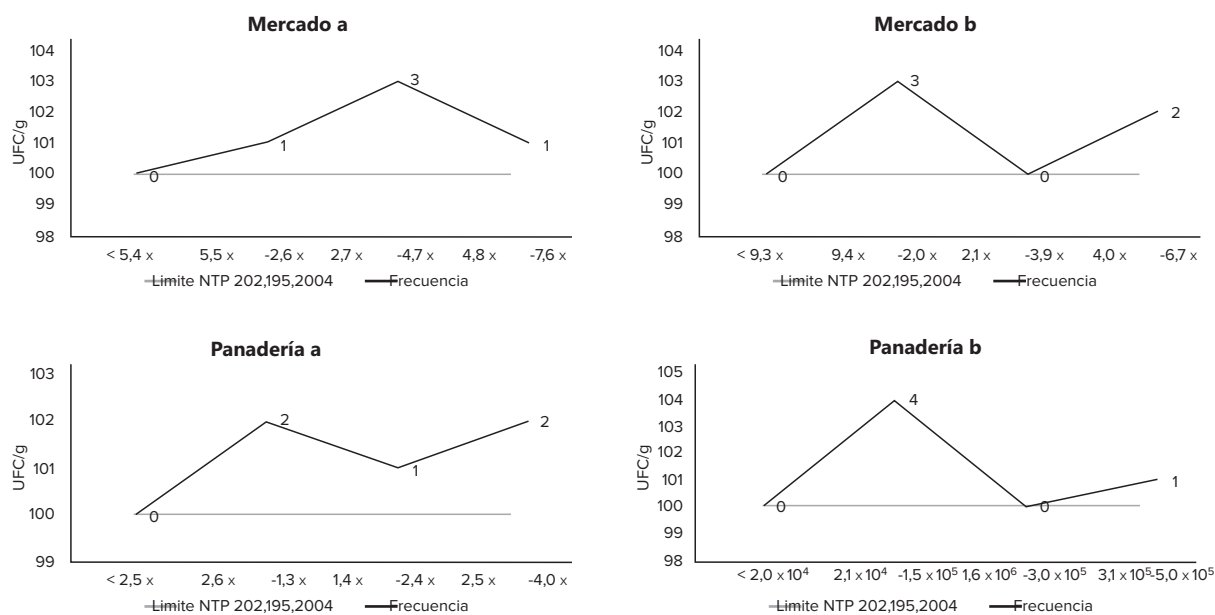 Mercado a
104
103
102
101
100
99
98
UFC/g
0
1
3
1
< 5,4 x 5,5 x -2,6 x 2,7 x -4,7 x 4,8 x -7,6 x
Limite NTP 202,195,2004 Frecuencia
Mercado b
104
103
102
101
100
99
98
UFC/g
0
3
0
2
< 9,3 x 9,4 x -2,0 x 2,1 x -3,9 x 4,0 x -6,7 x
Limite NTP 202,195,2004 Frecuencia
Panadería a
103
102
101
100
99
UFC/g
0
2
1
2
< 2,5 x 2,6 x -1,3 x 1,4 x -2,4 x 2,5 x -4,0 x
Limite NTP 202,195,2004 Frecuencia
Panadería b
105
104
103
102
101
100
99
98
UFC/g
0
4
0
1
< 2,0 x 10⁴ 2,1 x 10⁴ -1,5 x 10⁵ 1,6 x 10⁶ -3,0 x 10⁵ 3,1 x 10⁵ -5,0 x 10⁵
Limite NTP 202,195,2004 Frecuencia